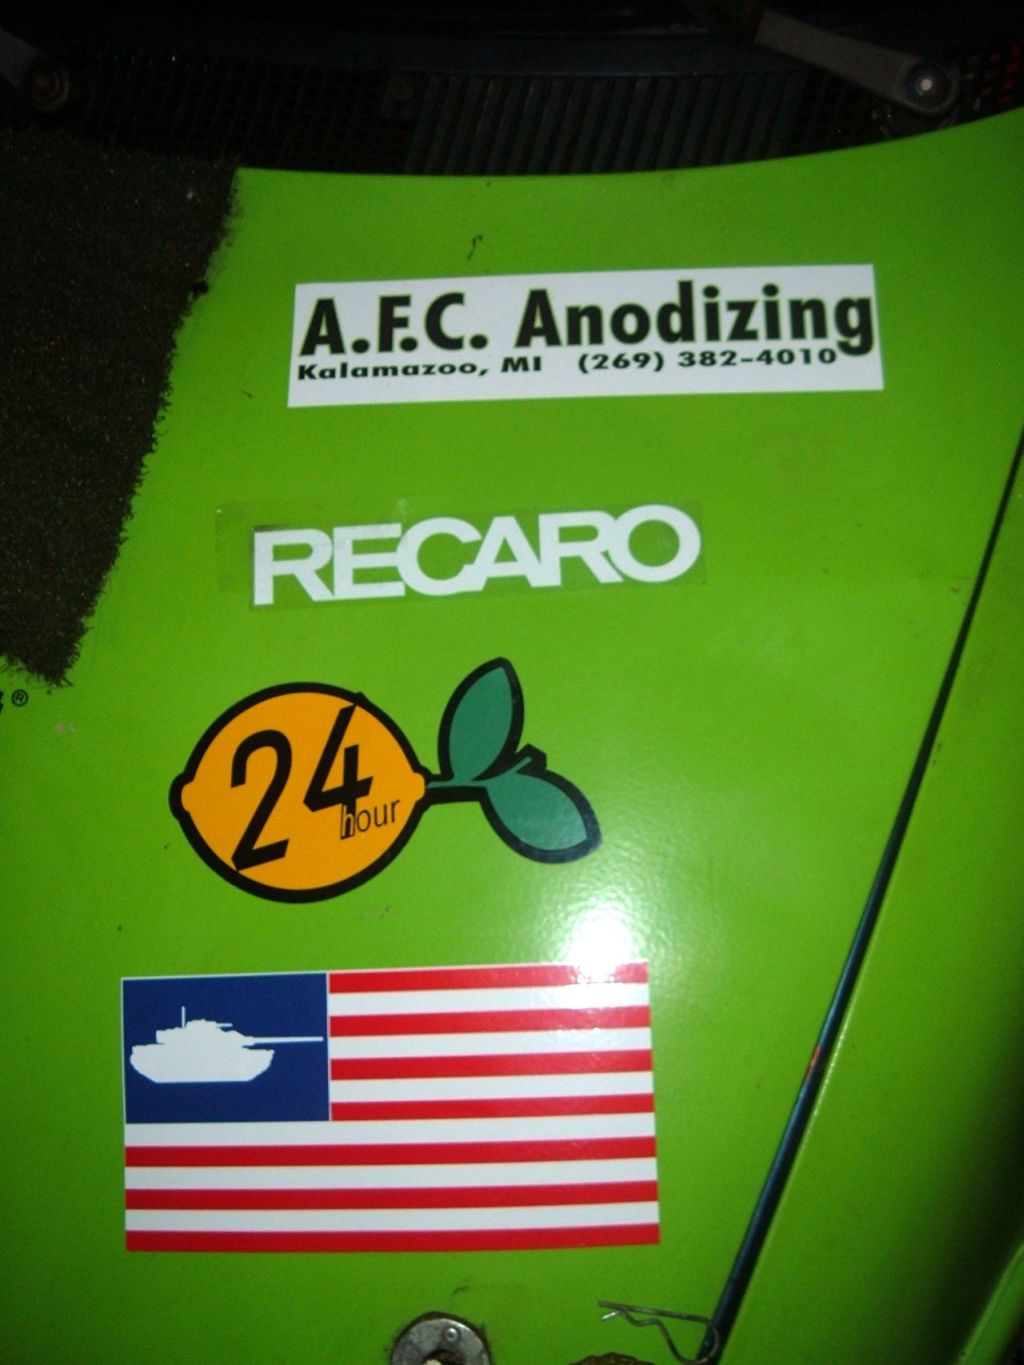 A.F.C. Anodizing
Kalamazoo, MI (269) 382-4010
RECARO
24
hour
®